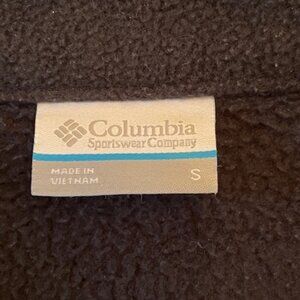 Columbia
Sportswear Company
MADE IN
VIETNAM
S